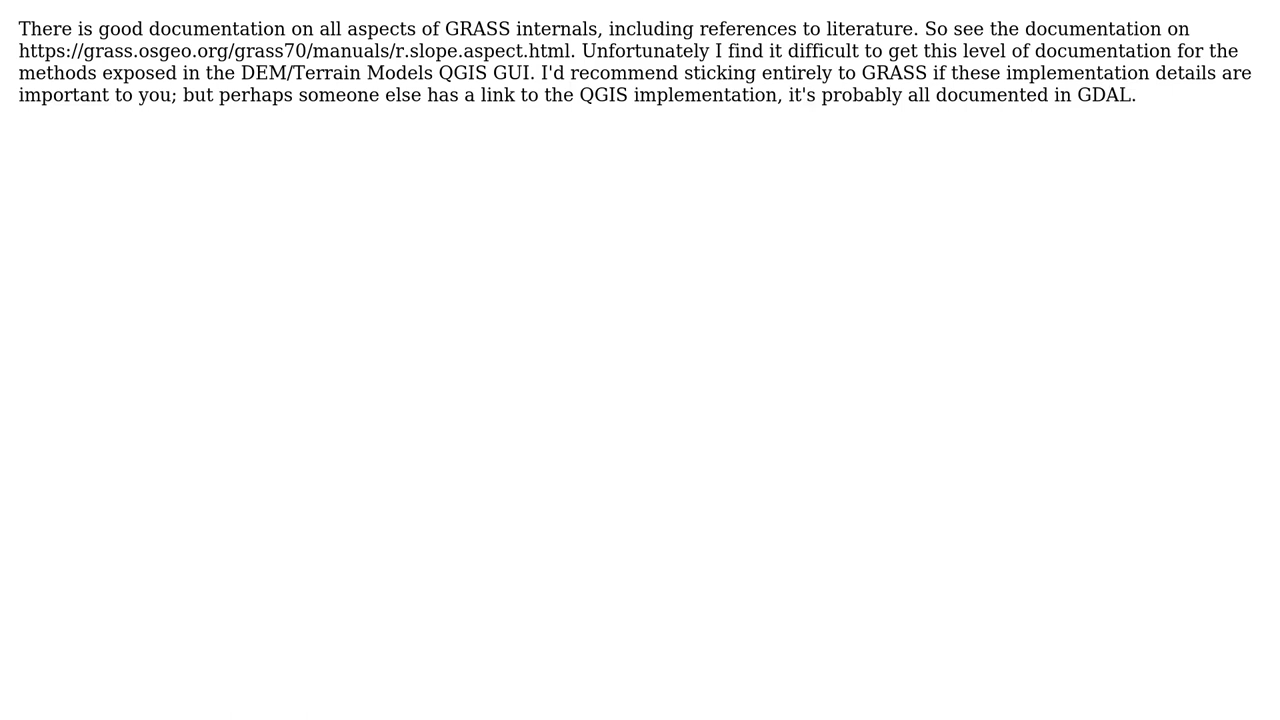 There is good documentation on all aspects of GRASS internals, including references to literature. So see the documentation on
https://grass.osgeo.org/grass70/manuals/r.slope.aspect.html. Unfortunately I find it difficult to get this level of documentation for the
methods exposed in the DEM/Terrain Models QGIS GUI. I'd recommend sticking entirely to GRASS if these implementation details are
important to you; but perhaps someone else has a link to the QGIS implementation, it's probably all documented in GDAL.